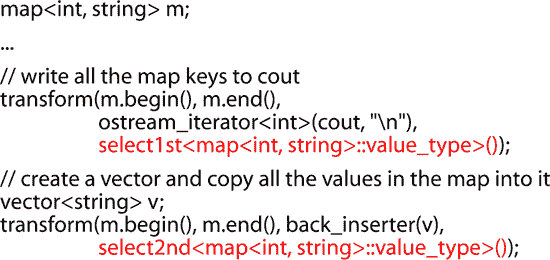 map<int, string> m;
...
// write all the map keys to cout
transform(m.begin(), m.end(),
ostream_iterator<int>(cout, "\n"),
select1st<map<int, string>::value_type>());
// create a vector and copy all the values in the map into it
vector<string> v;
transform(m.begin(), m.end(), back_inserter(v),
select2nd<map<int, string>::value_type>());